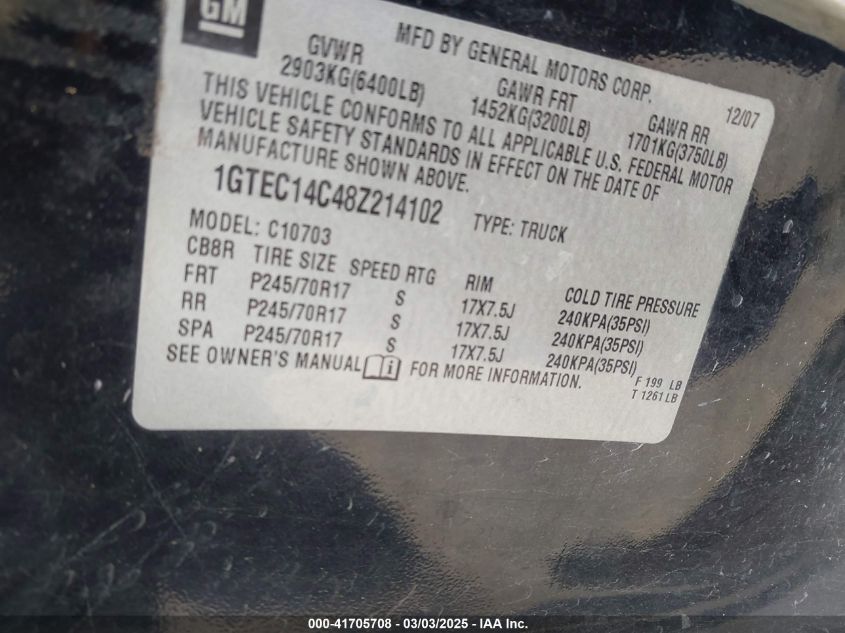 GM
MFD BY GENERAL MOTORS CORP.
12/07
GVWR GAWR FRT GAWR RR
2903KG(6400LB) 1452KG(3200LB) 1701KG(3750LB)
THIS VEHICLE CONFORMS TO ALL APPLICABLE U.S. FEDERAL MOTOR
VEHICLE SAFETY STANDARDS IN EFFECT ON THE DATE OF
MANUFACTURE SHOWN ABOVE.
1GTEC14C48Z214102 TYPE: TRUCK
MODEL: C10703
CB8R TIRE SIZE SPEED RTG RIM COLD TIRE PRESSURE
FRT P245/70R17 S 17X7.5J 240KPA(35PSI)
RR P245/70R17 S 17X7.5J 240KPA(35PSI)
SPA P245/70R17 S 17X7.5J 240KPA(35PSI)
SEE OWNER'S MANUAL i FOR MORE INFORMATION.
F 199 LB
T 1261 LB
000-41705708 - 03/03/2025 - IAA Inc.